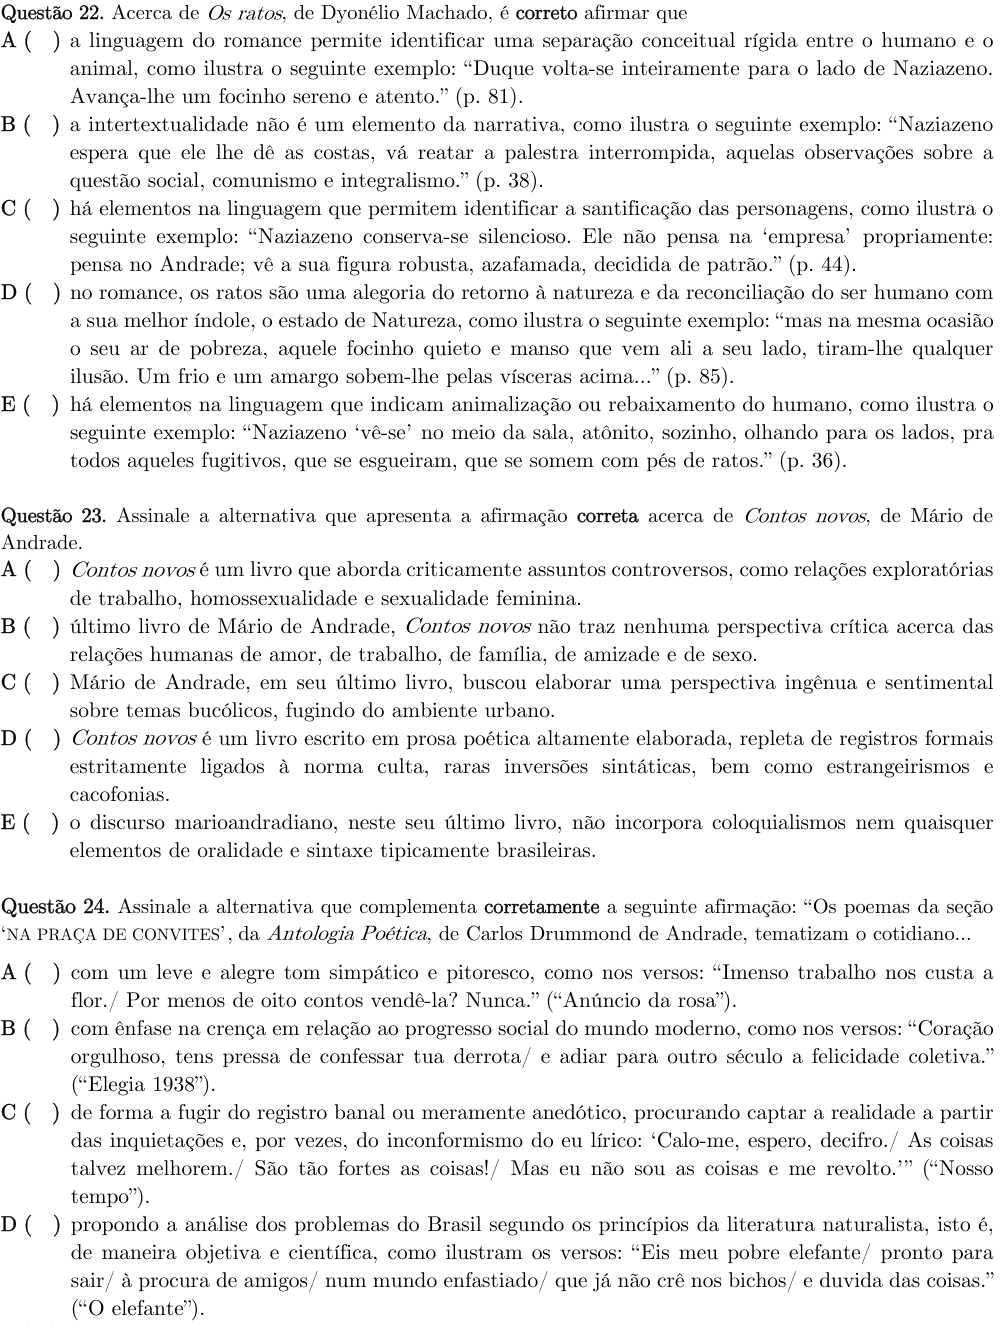 Questão 22. Acerca de Os ratos, de Dyonélio Machado, é correto afirmar que
A ( ) a linguagem do romance permite identificar uma separação conceitual rígida entre o humano e o
animal, como ilustra o seguinte exemplo: “Duque volta-se inteiramente para o lado de Naziazeno.
Avança-lhe um focinho sereno e atento.” (p. 81).
B ( ) a intertextualidade não é um elemento da narrativa, como ilustra o seguinte exemplo: “Naziazeno
espera que ele lhe dê as costas, vá reatar a palestra interrompida, aquelas observações sobre a
questão social, comunismo e integralismo.” (p. 38).
C ( ) há elementos na linguagem que permitem identificar a santificação das personagens, como ilustra o
seguinte exemplo: “Naziazeno conserva-se silencioso. Ele não pensa na ‘empresa’ propriamente:
pensa no Andrade; vê a sua figura robusta, azafamada, decidida de patrão.” (p. 44).
D ( ) no romance, os ratos são uma alegoria do retorno à natureza e da reconciliação do ser humano com
a sua melhor índole, o estado de Natureza, como ilustra o seguinte exemplo: “mas na mesma ocasião
o seu ar de pobreza, aquele focinho quieto e manso que vem ali a seu lado, tiram-lhe qualquer
ilusão. Um frio e um amargo sobem-lhe pelas vísceras acima...” (p. 85).
E ( ) há elementos na linguagem que indicam animalização ou rebaixamento do humano, como ilustra o
seguinte exemplo: “Naziazeno ‘vê-se’ no meio da sala, atônito, sozinho, olhando para os lados, pra
todos aqueles fugitivos, que se esgueiram, que se somem com pés de ratos.” (p. 36).
Questão 23. Assinale a alternativa que apresenta a afirmação correta acerca de Contos novos, de Mário de
Andrade.
A ( ) Contos novos é um livro que aborda criticamente assuntos controversos, como relações exploratórias
de trabalho, homossexualidade e sexualidade feminina.
B ( ) último livro de Mário de Andrade, Contos novos não traz nenhuma perspectiva crítica acerca das
relações humanas de amor, de trabalho, de família, de amizade e de sexo.
C ( ) Mário de Andrade, em seu último livro, buscou elaborar uma perspectiva ingênua e sentimental
sobre temas bucólicos, fugindo do ambiente urbano.
D ( ) Contos novos é um livro escrito em prosa poética altamente elaborada, repleta de registros formais
estritamente ligados à norma culta, raras inversões sintáticas, bem como estrangeirismos e
cacofonias.
E ( ) o discurso marioandradiano, neste seu último livro, não incorpora coloquialismos nem quaisquer
elementos de oralidade e sintaxe tipicamente brasileiras.
Questão 24. Assinale a alternativa que complementa corretamente a seguinte afirmação: “Os poemas da seção
‘NA PRAÇA DE CONVITES’, da Antologia Poética, de Carlos Drummond de Andrade, tematizam o cotidiano...
A ( ) com um leve e alegre tom simpático e pitoresco, como nos versos: “Imenso trabalho nos custa a
flor./ Por menos de oito contos vendê-la? Nunca.” (“Anúncio da rosa”).
B ( ) com ênfase na crença em relação ao progresso social do mundo moderno, como nos versos: “Coração
orgulhoso, tens pressa de confessar tua derrota/ e adiar para outro século a felicidade coletiva.”
(“Elegia 1938”).
C ( ) de forma a fugir do registro banal ou meramente anedótico, procurando captar a realidade a partir
das inquietações e, por vezes, do inconformismo do eu lírico: ‘Calo-me, espero, decifro./ As coisas
talvez melhorem./ São tão fortes as coisas!/ Mas eu não sou as coisas e me revolto.’” (“Nosso
tempo”).
D ( ) propondo a análise dos problemas do Brasil segundo os princípios da literatura naturalista, isto é,
de maneira objetiva e científica, como ilustram os versos: “Eis meu pobre elefante/ pronto para
sair/ à procura de amigos/ num mundo enfastiado/ que já não crê nos bichos/ e duvida das coisas.”
(“O elefante”).